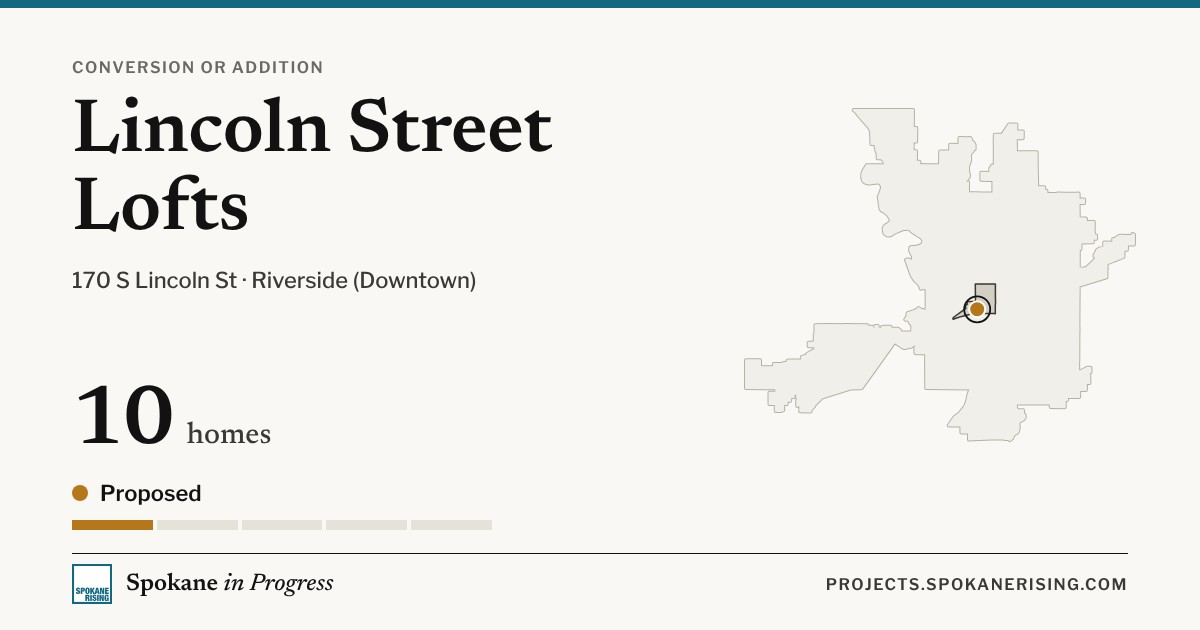 CONVERSION OR ADDITION
Lincoln Street
Lofts
170 S Lincoln St · Riverside (Downtown)
10 homes
Proposed
SPOKANE
RISING
Spokane in Progress
PROJECTS.SPOKANERISING.COM